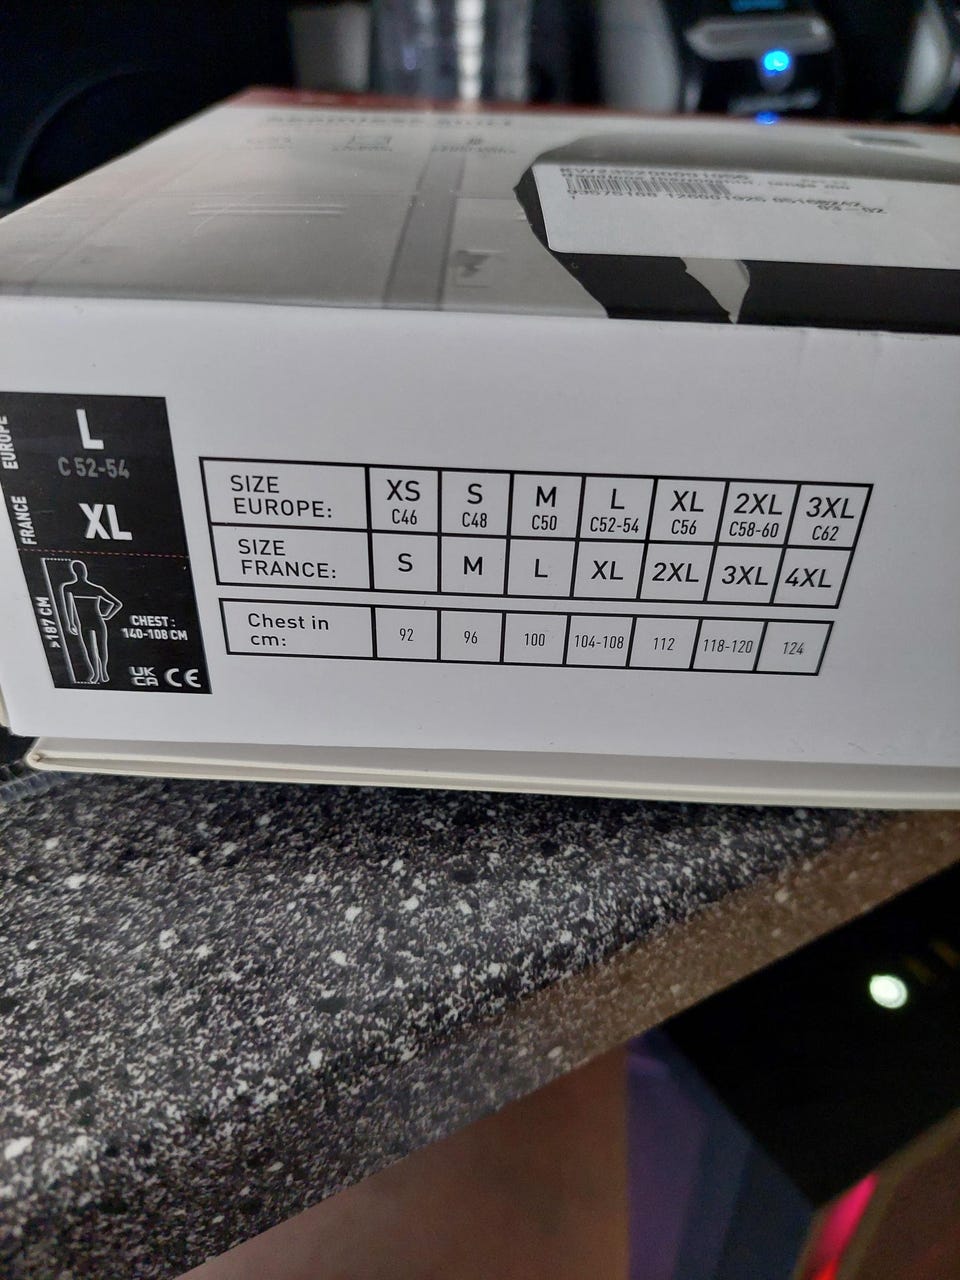 EUROPE
L
C 52-54
FRANCE
XL
>187 CM
CHEST:
140-108 CM
UK
CA CE
SIZE EUROPE: XS C46 S C48 M C50 L C52-54 XL C56 2XL C58-60 3XL C62
SIZE FRANCE: S M L XL 2XL 3XL 4XL
Chest in cm: 92 96 100 104-108 112 118-120 124